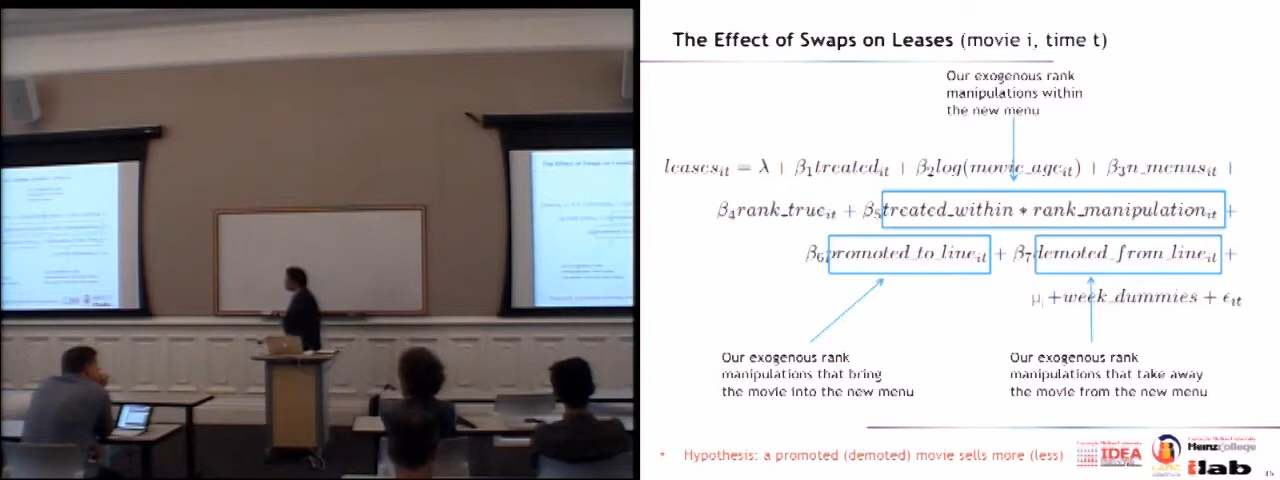 The Effect of Swaps on Leases (movie i, time t)
Our exogenous rank
manipulations within
the new menu
leases_it = λ + β₁treated_it + β₂log(movie_age_it) + β₃n_menus_it +
β₄rank_true_it + β₅treated_within * rank_manipulation_it +
β₆promoted_to_line_it + β₇demoted_from_line_it +
μ_i + week_dummies + ϵ_it
Our exogenous rank
manipulations that bring
the movie into the new menu
Our exogenous rank
manipulations that take away
the movie from the new menu
• Hypothesis: a promoted (demoted) movie sells more (less)
IDEA
HeinzCollege
ilab